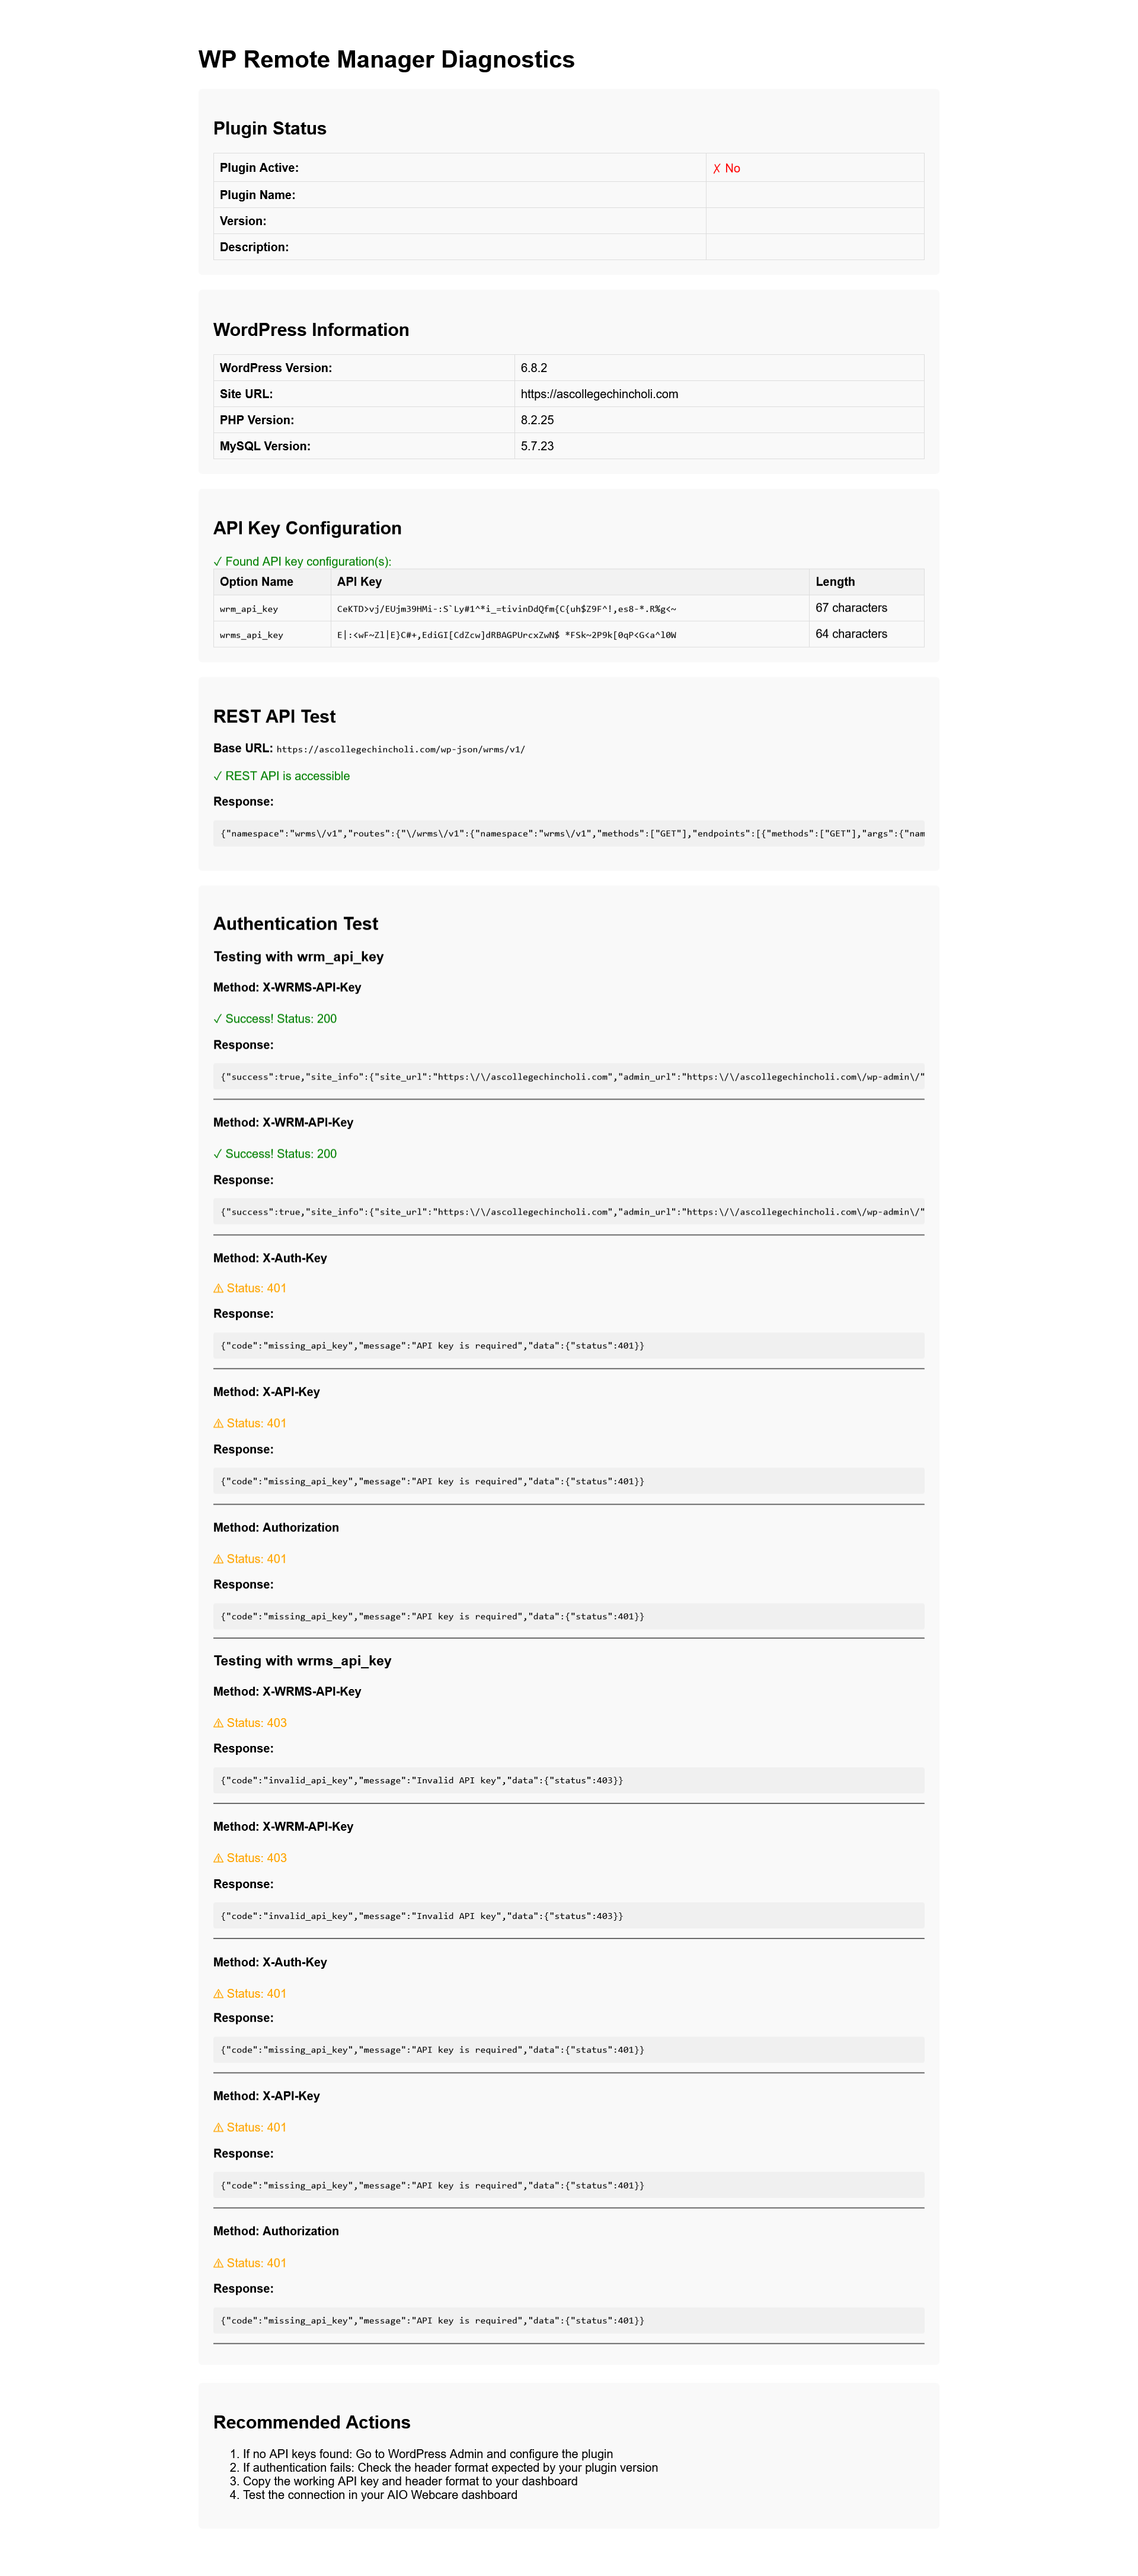 WP Remote Manager Diagnostics
Plugin Status
Plugin Active: ✗ No
Plugin Name:
Version:
Description:
WordPress Information
WordPress Version: 6.8.2
Site URL: https://ascollegechincholi.com
PHP Version: 8.2.25
MySQL Version: 5.7.23
API Key Configuration
✓ Found API key configuration(s):
Option Name API Key Length
wrm_api_key CeKTD>vj/EUjm39HMi-:S`Ly#1^*i_=tivinDdQfm{C{uh$Z9F^!,es8-*.R%g<~ 67 characters
wrms_api_key E|:<wF~Zl|E}C#+,EdiGI[CdZcw]dRBAGPUrcxZwN$ *FSk~2P9k[0qP<G<a^l0W 64 characters
REST API Test
Base URL: https://ascollegechincholi.com/wp-json/wrms/v1/
✓ REST API is accessible
Response:
{"namespace":"wrms\/v1","routes":{"\/wrms\/v1":{"namespace":"wrms\/v1","methods":["GET"],"endpoints":[{"methods":["GET"],"args":{"nam
Authentication Test
Testing with wrm_api_key
Method: X-WRMS-API-Key
✓ Success! Status: 200
Response:
{"success":true,"site_info":{"site_url":"https:\/\/ascollegechincholi.com","admin_url":"https:\/\/ascollegechincholi.com\/wp-admin\/"
Method: X-WRM-API-Key
✓ Success! Status: 200
Response:
{"success":true,"site_info":{"site_url":"https:\/\/ascollegechincholi.com","admin_url":"https:\/\/ascollegechincholi.com\/wp-admin\/"
Method: X-Auth-Key
⚠ Status: 401
Response:
{"code":"missing_api_key","message":"API key is required","data":{"status":401}}
Method: X-API-Key
⚠ Status: 401
Response:
{"code":"missing_api_key","message":"API key is required","data":{"status":401}}
Method: Authorization
⚠ Status: 401
Response:
{"code":"missing_api_key","message":"API key is required","data":{"status":401}}
Testing with wrms_api_key
Method: X-WRMS-API-Key
⚠ Status: 403
Response:
{"code":"invalid_api_key","message":"Invalid API key","data":{"status":403}}
Method: X-WRM-API-Key
⚠ Status: 403
Response:
{"code":"invalid_api_key","message":"Invalid API key","data":{"status":403}}
Method: X-Auth-Key
⚠ Status: 401
Response:
{"code":"missing_api_key","message":"API key is required","data":{"status":401}}
Method: X-API-Key
⚠ Status: 401
Response:
{"code":"missing_api_key","message":"API key is required","data":{"status":401}}
Method: Authorization
⚠ Status: 401
Response:
{"code":"missing_api_key","message":"API key is required","data":{"status":401}}
Recommended Actions
1. If no API keys found: Go to WordPress Admin and configure the plugin
2. If authentication fails: Check the header format expected by your plugin version
3. Copy the working API key and header format to your dashboard
4. Test the connection in your AIO Webcare dashboard